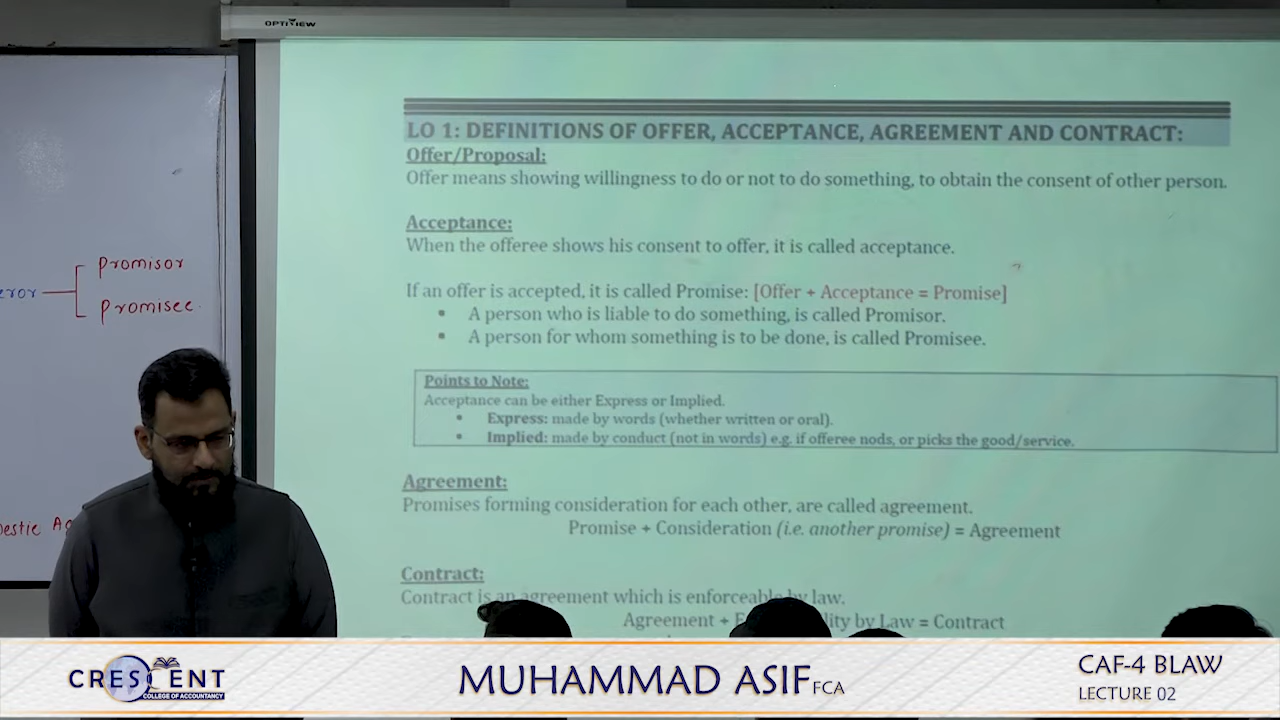 OPTIVIEW
LO 1: DEFINITIONS OF OFFER, ACCEPTANCE, AGREEMENT AND CONTRACT:
Offer/Proposal:
Offer means showing willingness to do or not to do something, to obtain the consent of other person.
Acceptance:
When the offeree shows his consent to offer, it is called acceptance.
If an offer is accepted, it is called Promise: [Offer + Acceptance = Promise]
▪ A person who is liable to do something, is called Promisor.
▪ A person for whom something is to be done, is called Promisee.
Points to Note:
Acceptance can be either Express or Implied.
▪ Express: made by words (whether written or oral).
▪ Implied: made by conduct (not in words) e.g. if offeree nods, or picks the good/service.
Agreement:
Promises forming consideration for each other, are called agreement.
Promise + Consideration (i.e. another promise) = Agreement
Contract:
Contract is an agreement which is enforceable by law.
Agreement + by Law = Contract
Promisor
Promisee
CRESCENT
COLLEGE OF ACCOUNTANCY
MUHAMMAD ASIF FCA
CAF-4 BLAW
LECTURE 02